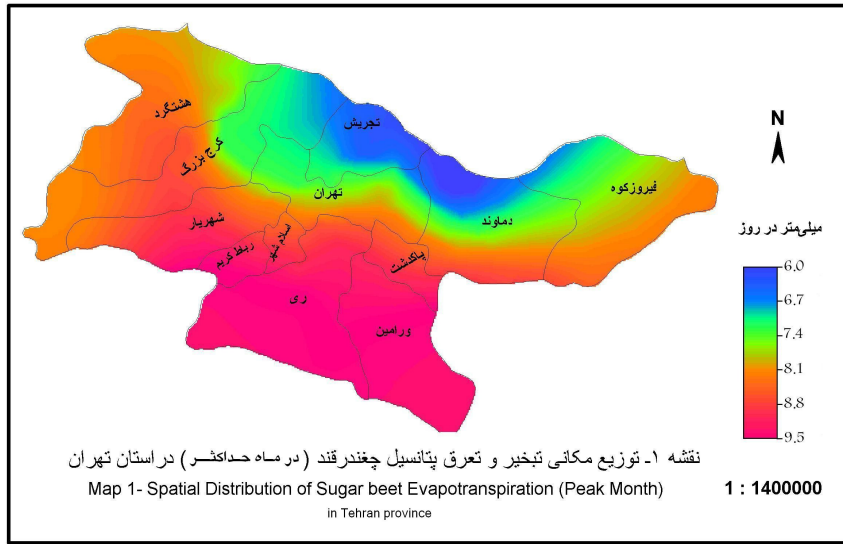 هشتگرد
تجریش
کرج بزرگ
تهران
فیروزکوه
دماوند
شهریار
اسلام شهر
رباط کریم
پاکدشت
ری
ورامین
N
میلی‌متر در روز
6.0
6.7
7.4
8.1
8.8
9.5
نقشه ۱ـ توزیع مکانی تبخیر و تعرق پتانسیل چغندرقند (در ماه حداکثر) در استان تهران
Map 1- Spatial Distribution of Sugar beet Evapotranspiration (Peak Month)
in Tehran province
1 : 1400000